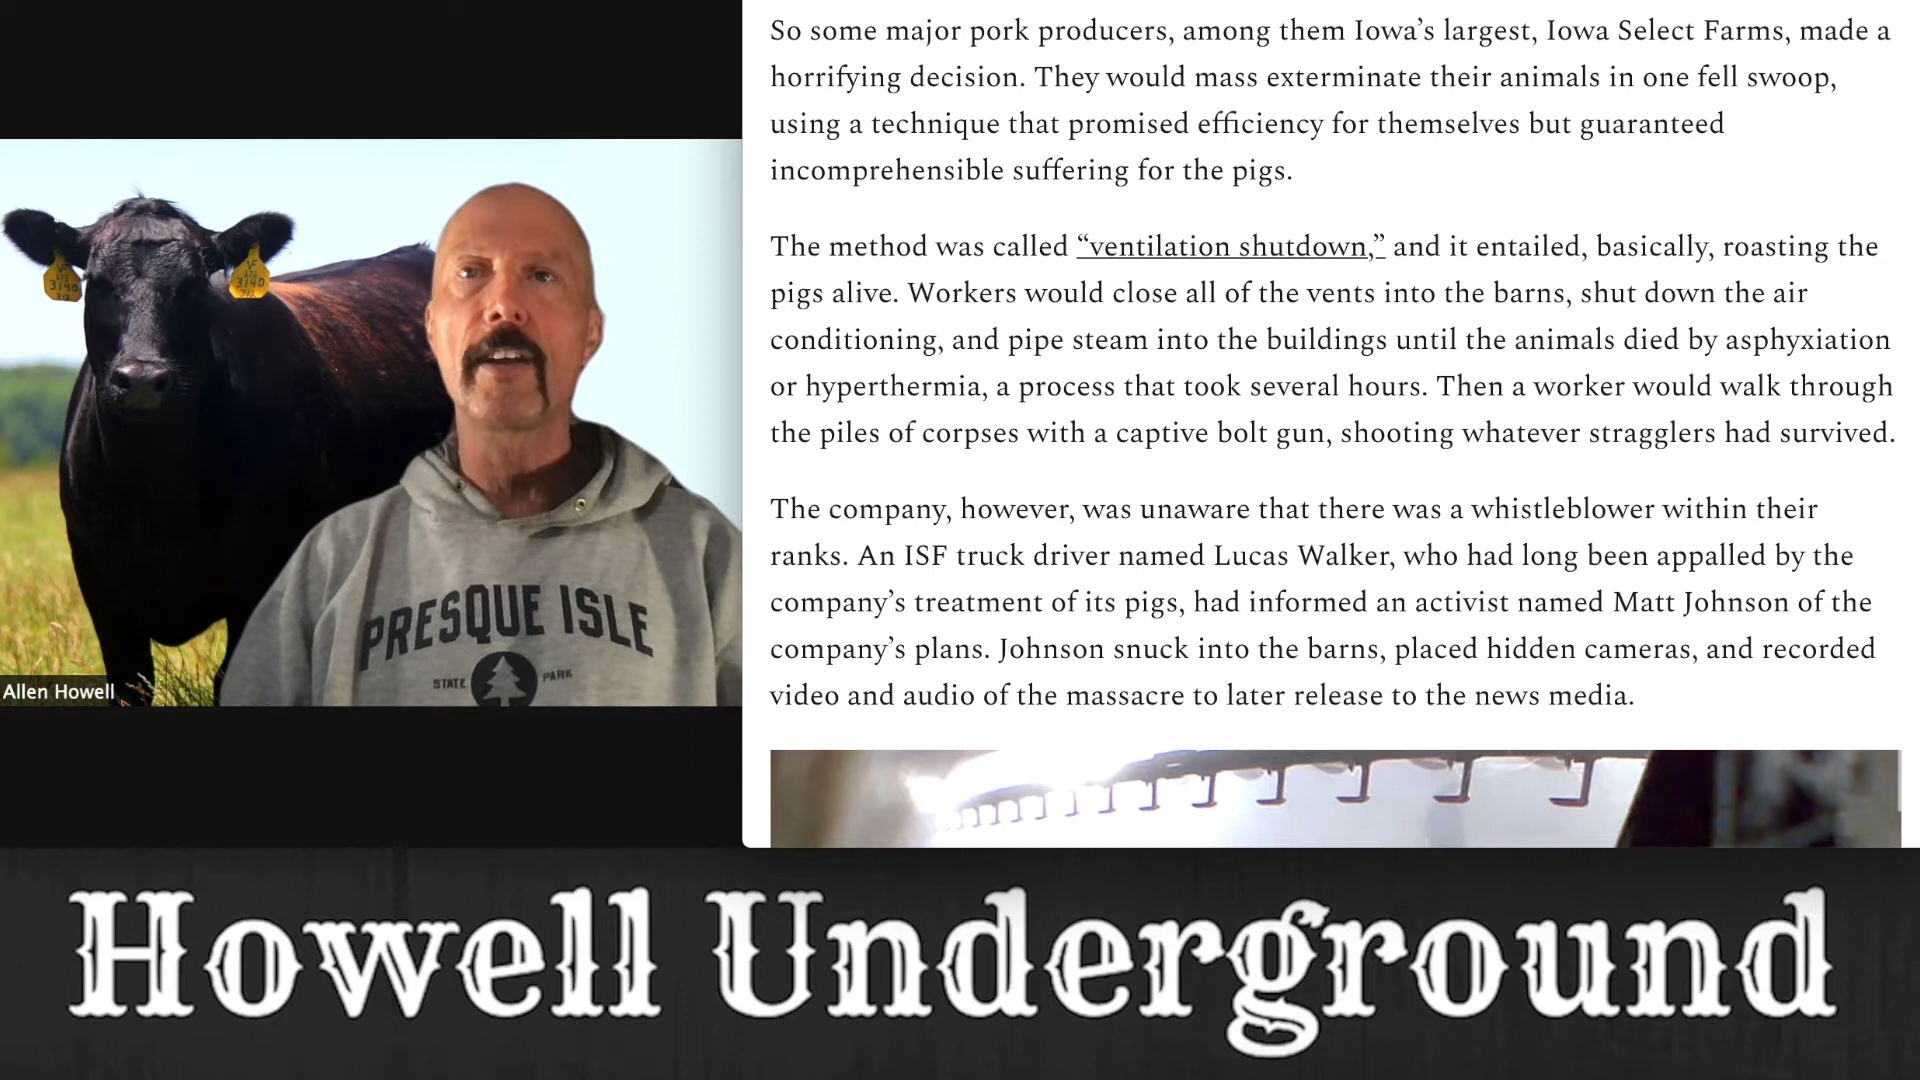 So some major pork producers, among them Iowa’s largest, Iowa Select Farms, made a
horrifying decision. They would mass exterminate their animals in one fell swoop,
using a technique that promised efficiency for themselves but guaranteed
incomprehensible suffering for the pigs.
The method was called “ventilation shutdown,” and it entailed, basically, roasting the
pigs alive. Workers would close all of the vents into the barns, shut down the air
conditioning, and pipe steam into the buildings until the animals died by asphyxiation
or hyperthermia, a process that took several hours. Then a worker would walk through
the piles of corpses with a captive bolt gun, shooting whatever stragglers had survived.
The company, however, was unaware that there was a whistleblower within their
ranks. An ISF truck driver named Lucas Walker, who had long been appalled by the
company’s treatment of its pigs, had informed an activist named Matt Johnson of the
company’s plans. Johnson snuck into the barns, placed hidden cameras, and recorded
video and audio of the massacre to later release to the news media.
3140
3140
PRESQUE ISLE
STATE PARK
Allen Howell
Howell Underground